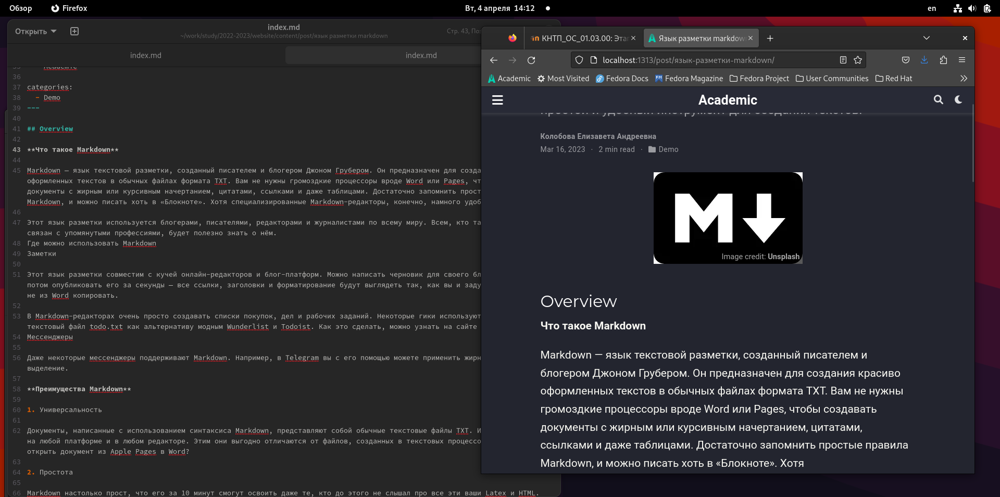 Обзор
Firefox
Вт, 4 апреля 14:12
en
Открыть
index.md
~/work/study/2022-2023/website/content/post/язык разметки markdown
Стр. 43,
index.md
index.md
35 Academic
36
37 categories:
38 - Demo
39 ---
40
41 ## Overview
42
43 **Что такое Markdown**
44
45 Markdown — язык текстовой разметки, созданный писателем и блогером Джоном Грубером. Он предназначен для
оформленных текстов в обычных файлах формата TXT. Вам не нужны громоздкие процессоры вроде Word или Pages,
документы с жирным или курсивным начертанием, цитатами, ссылками и даже таблицами. Достаточно запомнить
Markdown, и можно писать хоть в «Блокноте». Хотя специализированные Markdown-редакторы, конечно, намного
46
47 Этот язык разметки используется блогерами, писателями, редакторами и журналистами по всему миру. Всем, кто
связан с упомянутыми профессиями, будет полезно знать о нём.
48 Где можно использовать Markdown
49 Заметки
50
51 Этот язык разметки совместим с кучей онлайн-редакторов и блог-платформ. Можно написать черновик для своего
потом опубликовать его за секунды — все ссылки, заголовки и форматирование будут выглядеть так, как вы и
не из Word копировать.
52
53 В Markdown-редакторах очень просто создавать списки покупок, дел и рабочих заданий. Некоторые гики используют
текстовый файл todo.txt как альтернативу модным Wunderlist и Todoist. Как это сделать, можно узнать на сайте
54 Мессенджеры
55
56 Даже некоторые мессенджеры поддерживают Markdown. Например, в Telegram вы с его помощью можете применить
выделение.
57
58 **Преимущества Markdown**
59
60 1. Универсальность
61
62 Документы, написанные с использованием синтаксиса Markdown, представляют собой обычные текстовые файлы TXT.
на любой платформе и в любом редакторе. Этим они выгодно отличаются от файлов, созданных в текстовых
открыть документ из Apple Pages в Word?
63
64 2. Простота
65
66 Markdown настолько прост, что его за 10 минут смогут освоить даже те, кто до этого не слышал про все эти ваши Latex и HTML.
КНТП_ОС_01.03.00: Эта
Язык разметки markdow
localhost:1313/post/язык-разметки-markdown/
Academic
Most Visited
Fedora Docs
Fedora Magazine
Fedora Project
User Communities
Red Hat
Academic
простой и удобный инструмент для создания текстов.
Колобова Елизавета Андреевна
Mar 16, 2023 · 2 min read · Demo
M
Image credit: Unsplash
Overview
Что такое Markdown
Markdown — язык текстовой разметки, созданный писателем и
блогером Джоном Грубером. Он предназначен для создания красиво
оформленных текстов в обычных файлах формата TXT. Вам не нужны
громоздкие процессоры вроде Word или Pages, чтобы создавать
документы с жирным или курсивным начертанием, цитатами,
ссылками и даже таблицами. Достаточно запомнить простые правила
Markdown, и можно писать хоть в «Блокноте». Хотя